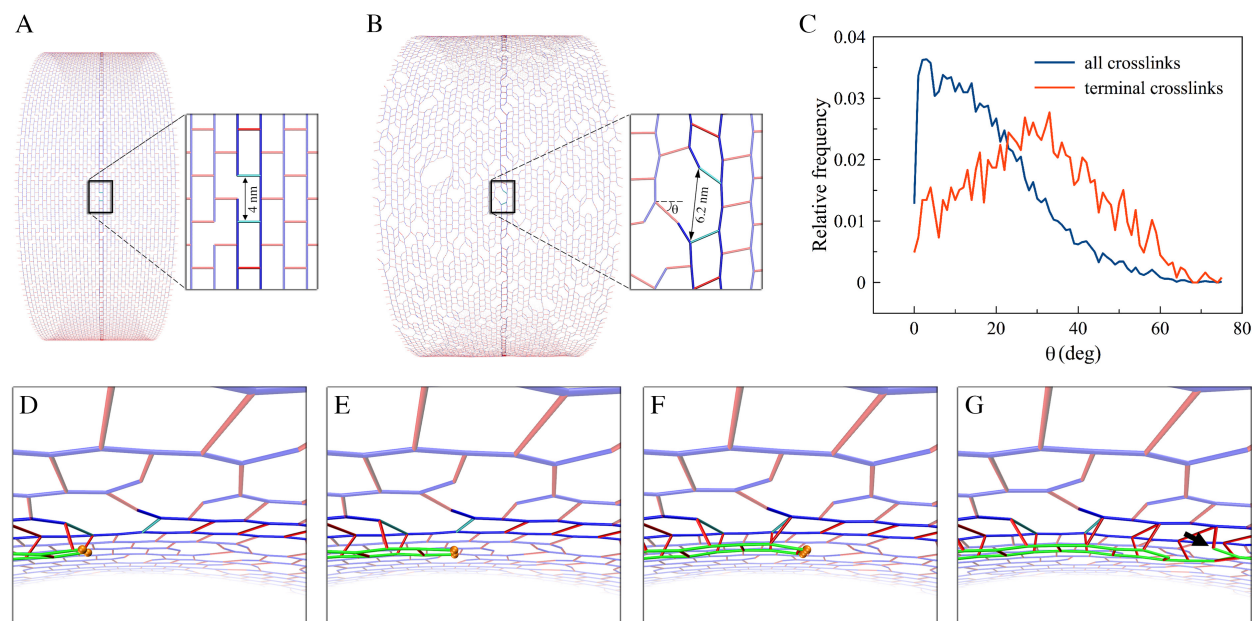 A
4 nm
B
θ
6.2 nm
C
0.04
0.03
0.02
0.01
0
Relative frequency
all crosslinks
terminal crosslinks
0
20
40
60
80
θ (deg)
D
E
F
G